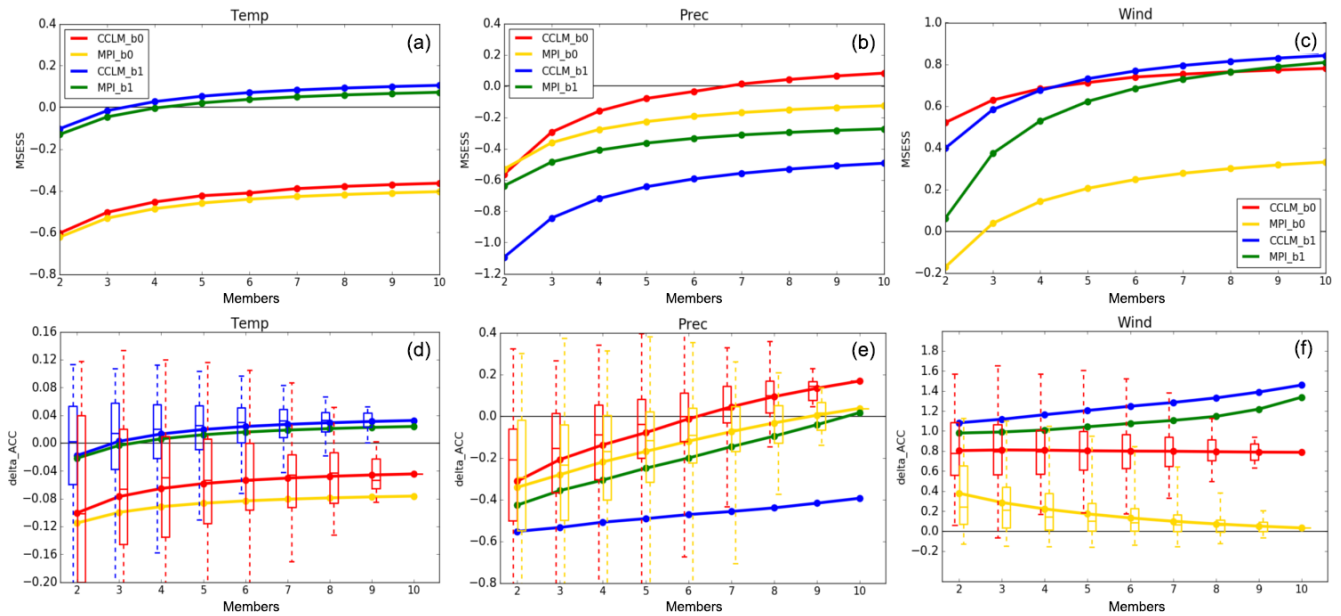 Temp
(a)
CCLM_b0
MPI_b0
CCLM_b1
MPI_b1
MSESS
0.4
0.2
0.0
−0.2
−0.4
−0.6
−0.8
2 3 4 5 6 7 8 9 10
Members
Prec
(b)
CCLM_b0
MPI_b0
CCLM_b1
MPI_b1
MSESS
0.4
0.2
0.0
−0.2
−0.4
−0.6
−0.8
−1.0
−1.2
2 3 4 5 6 7 8 9 10
Members
Wind
(c)
MSESS
1.0
0.8
0.6
0.4
0.2
0.0
−0.2
CCLM_b0
MPI_b0
CCLM_b1
MPI_b1
2 3 4 5 6 7 8 9 10
Members
Temp
(d)
delta_ACC
0.16
0.12
0.08
0.04
0.00
−0.04
−0.08
−0.12
−0.16
−0.20
2 3 4 5 6 7 8 9 10
Members
Prec
(e)
delta_ACC
0.4
0.2
0.0
−0.2
−0.4
−0.6
−0.8
2 3 4 5 6 7 8 9 10
Members
Wind
(f)
delta_ACC
1.8
1.6
1.4
1.2
1.0
0.8
0.6
0.4
0.2
0.0
−0.2
2 3 4 5 6 7 8 9 10
Members